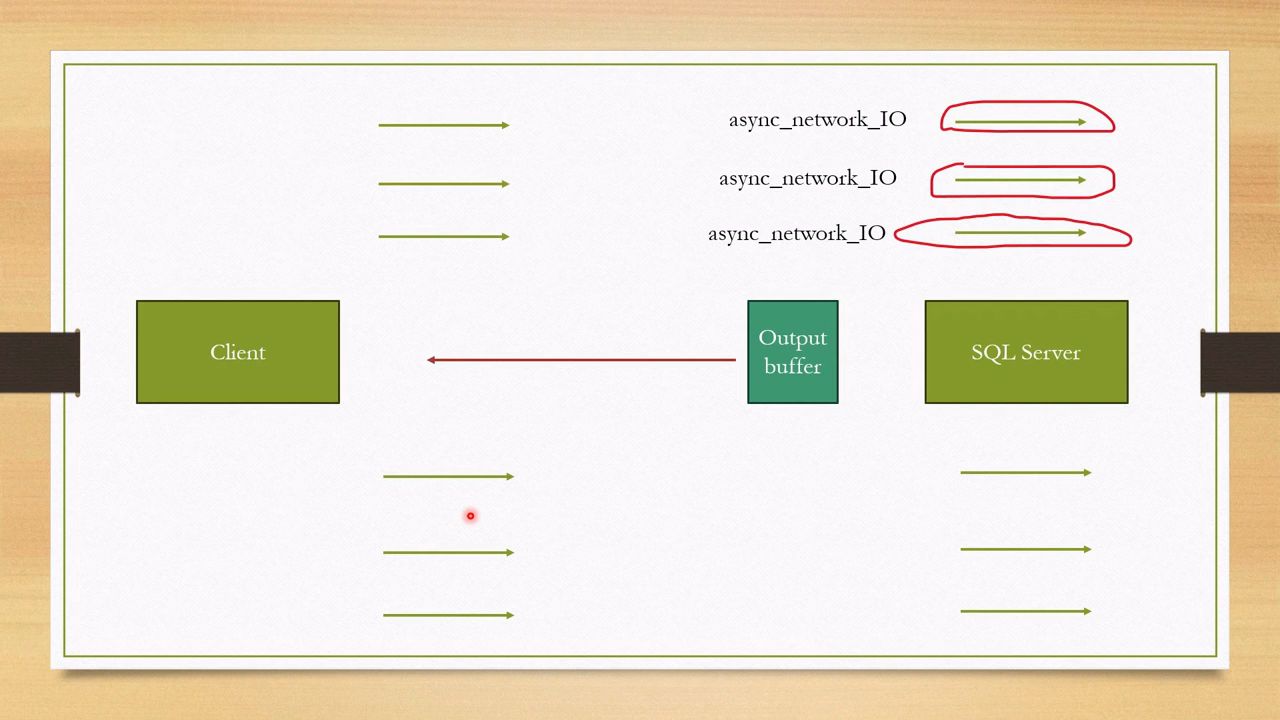 async_network_IO
async_network_IO
async_network_IO
Client
Output
buffer
SQL Server